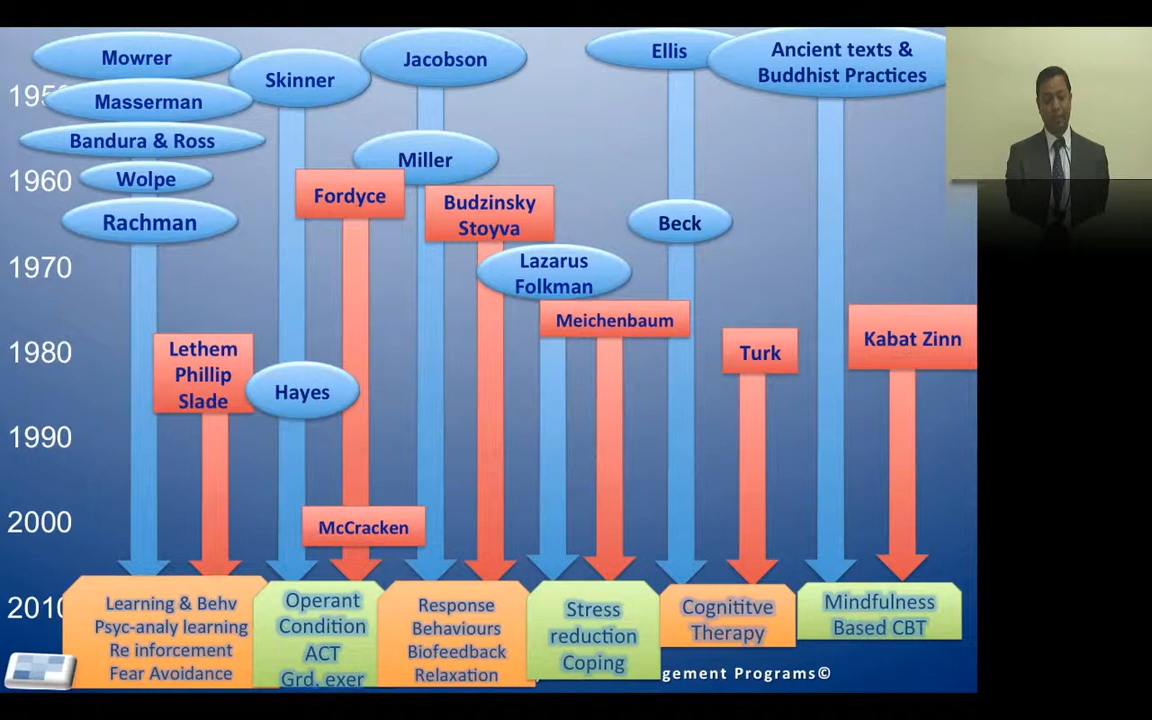 Mowrer
Masserman
Bandura & Ross
Wolpe
Rachman
Skinner
Jacobson
Miller
Ellis
Ancient texts &
Buddhist Practices
Fordyce
Budzinsky
Stoyva
Lazarus
Folkman
Beck
Meichenbaum
Lethem
Phillip
Slade
Hayes
Turk
Kabat Zinn
McCracken
1960
1970
1980
1990
2000
2010
Learning & Behv
Psyc-analy learning
Re inforcement
Fear Avoidance
Operant
Condition
ACT
Grd. exer
Response
Behaviours
Biofeedback
Relaxation
Stress
reduction
Coping
Cognititve
Therapy
Mindfulness
Based CBT
gement Programs©